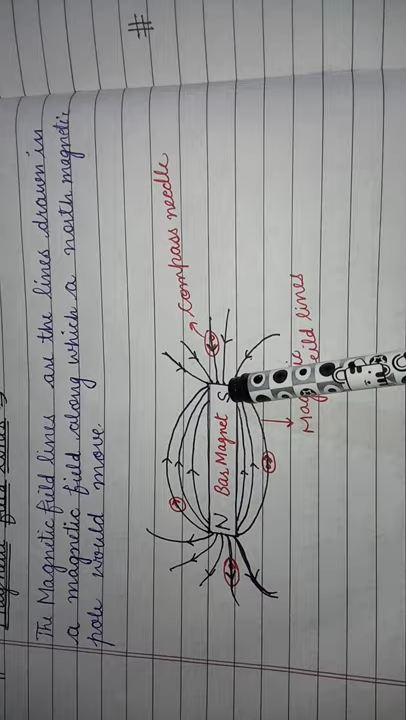 The Magnetic field lines are the lines drawn in
a magnetic field along which a north magnetic
pole would move.
Compass needle
N Bar Magnet S
feild lines
#